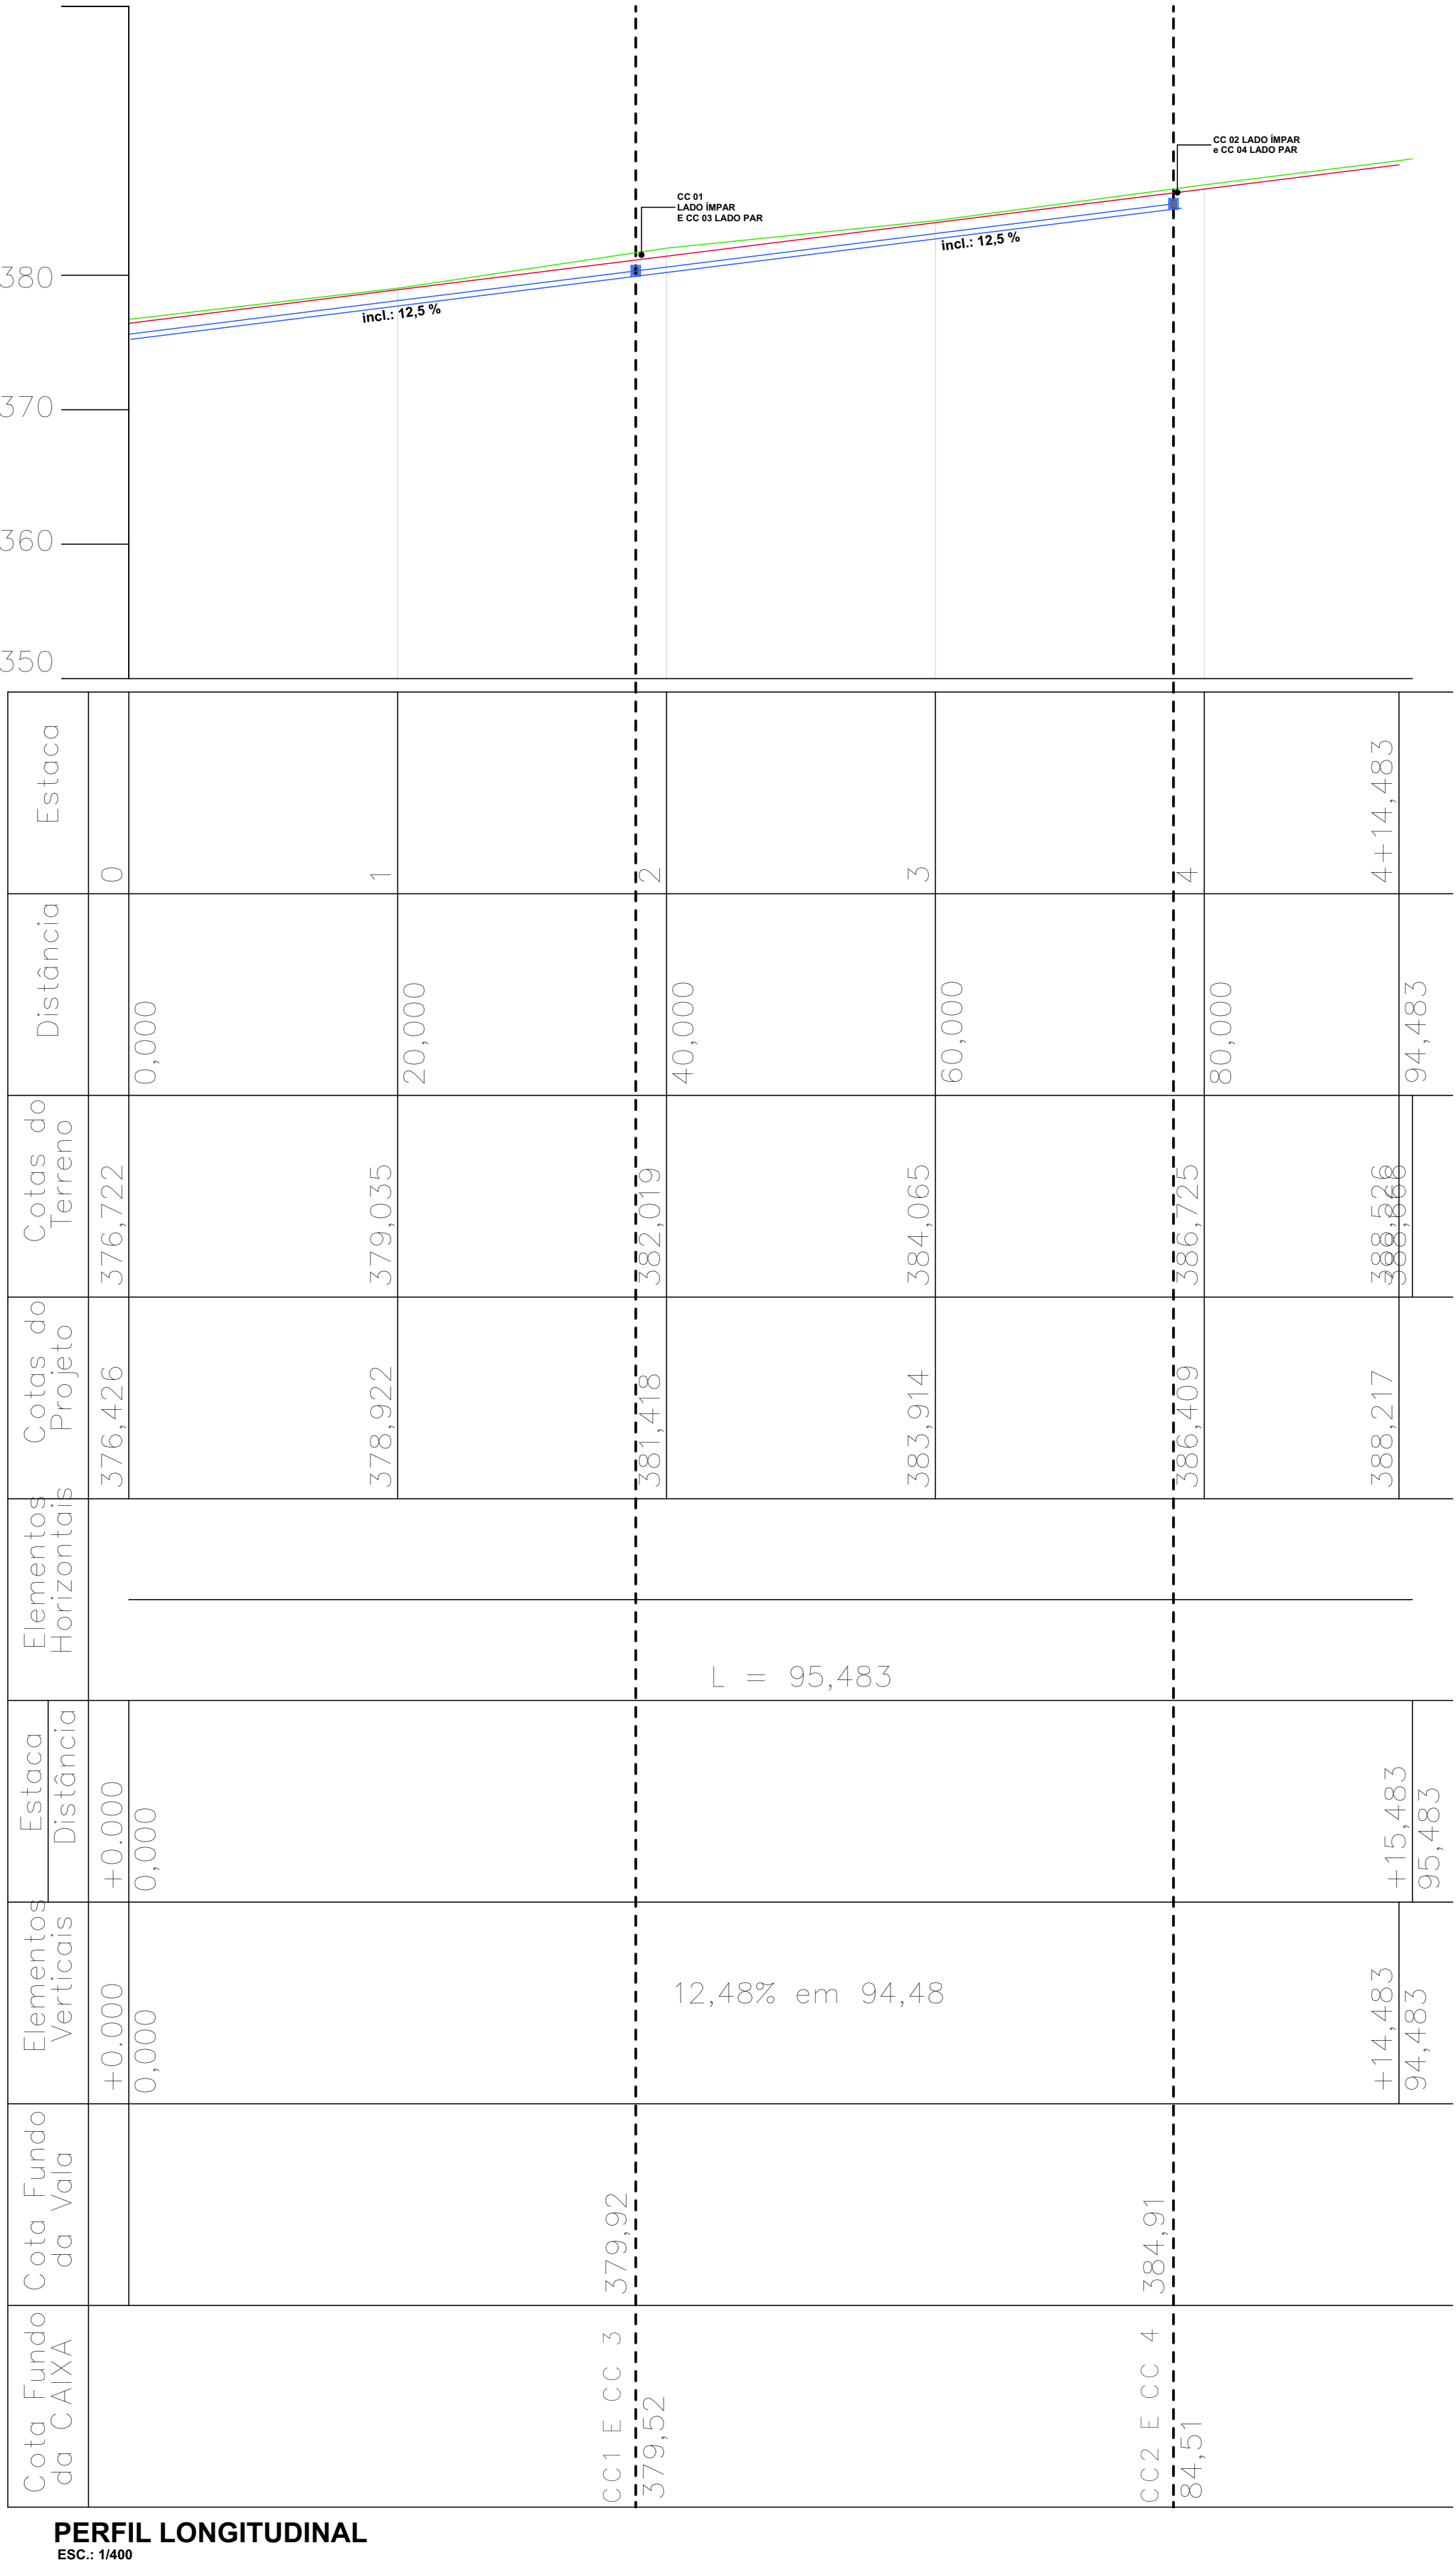 CC 02 LADO ÍMPAR
e CC 04 LADO PAR
CC 01
LADO ÍMPAR
E CC 03 LADO PAR
incl.: 12,5 %
incl.: 12,5 %
380
370
360
350
Estaca
0
1
2
3
4
4+14,483
Distância
0,000
20,000
40,000
60,000
80,000
94,483
Cotas do
Terreno
376,722
379,035
382,019
384,065
386,725
Cotas do
Projeto
376,426
378,922
381,418
383,914
386,409
388,217
Elementos
Horizontais
L = 95,483
Estaca
Distância
+0.000
0,000
+15,483
95,483
Elementos
Verticais
+0.000
0,000
12,48% em 94,48
+14,483
94,483
Cota Fundo
da Vala
379,92
384,91
Cota Fundo
da CAIXA
CC1 E CC 3
379,52
CC2 E CC 4
84,51
PERFIL LONGITUDINAL
ESC.: 1/400